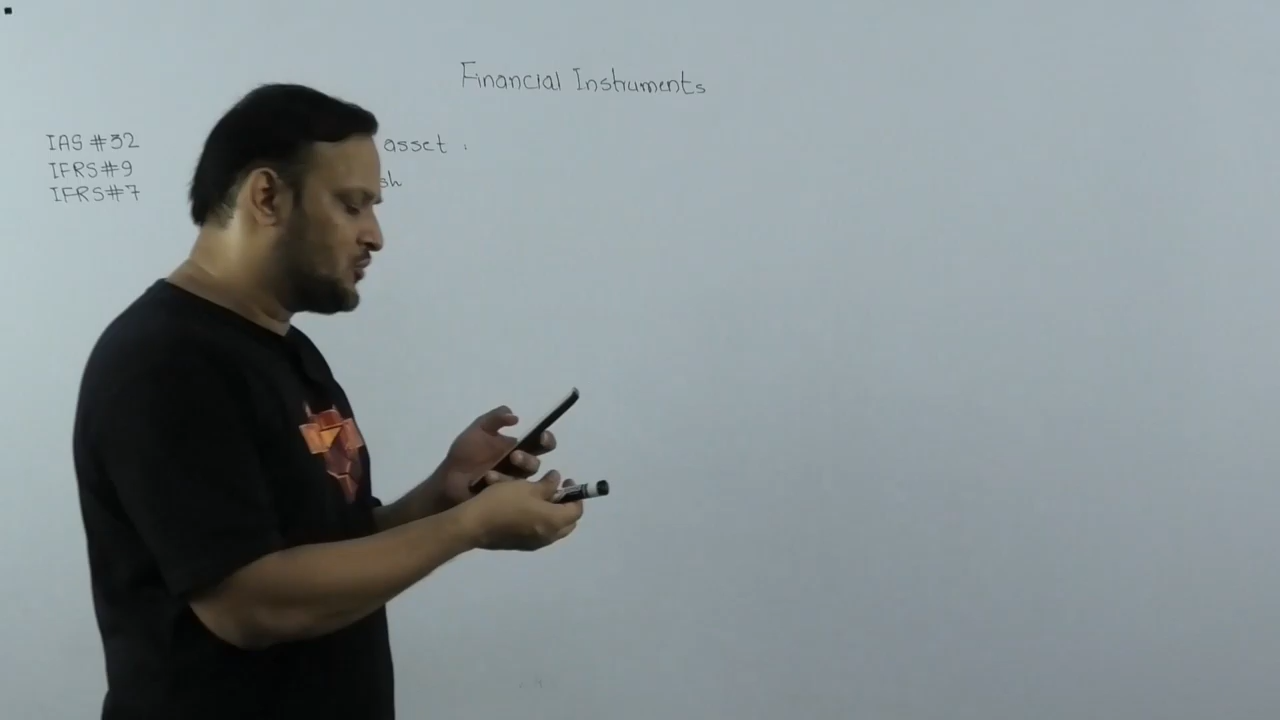 Financial Instruments
IAS #32
asset :
IFRS#9
IFRS#7